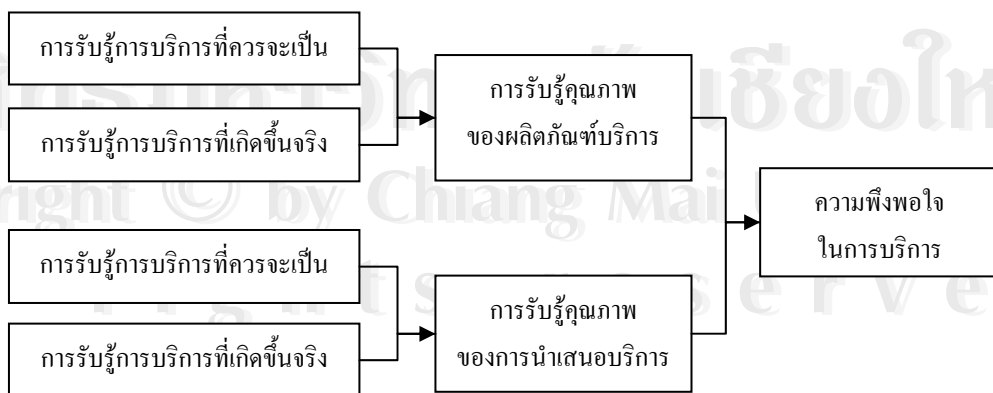 การรับรู้การบริการที่ควรจะเป็น
การรับรู้การบริการที่เกิดขึ้นจริง
การรับรู้คุณภาพ
ของผลิตภัณฑ์บริการ
ความพึงพอใจ
ในการบริการ
การรับรู้การบริการที่ควรจะเป็น
การรับรู้การบริการที่เกิดขึ้นจริง
การรับรู้คุณภาพ
ของการนำเสนอบริการ
by Chiang Mai